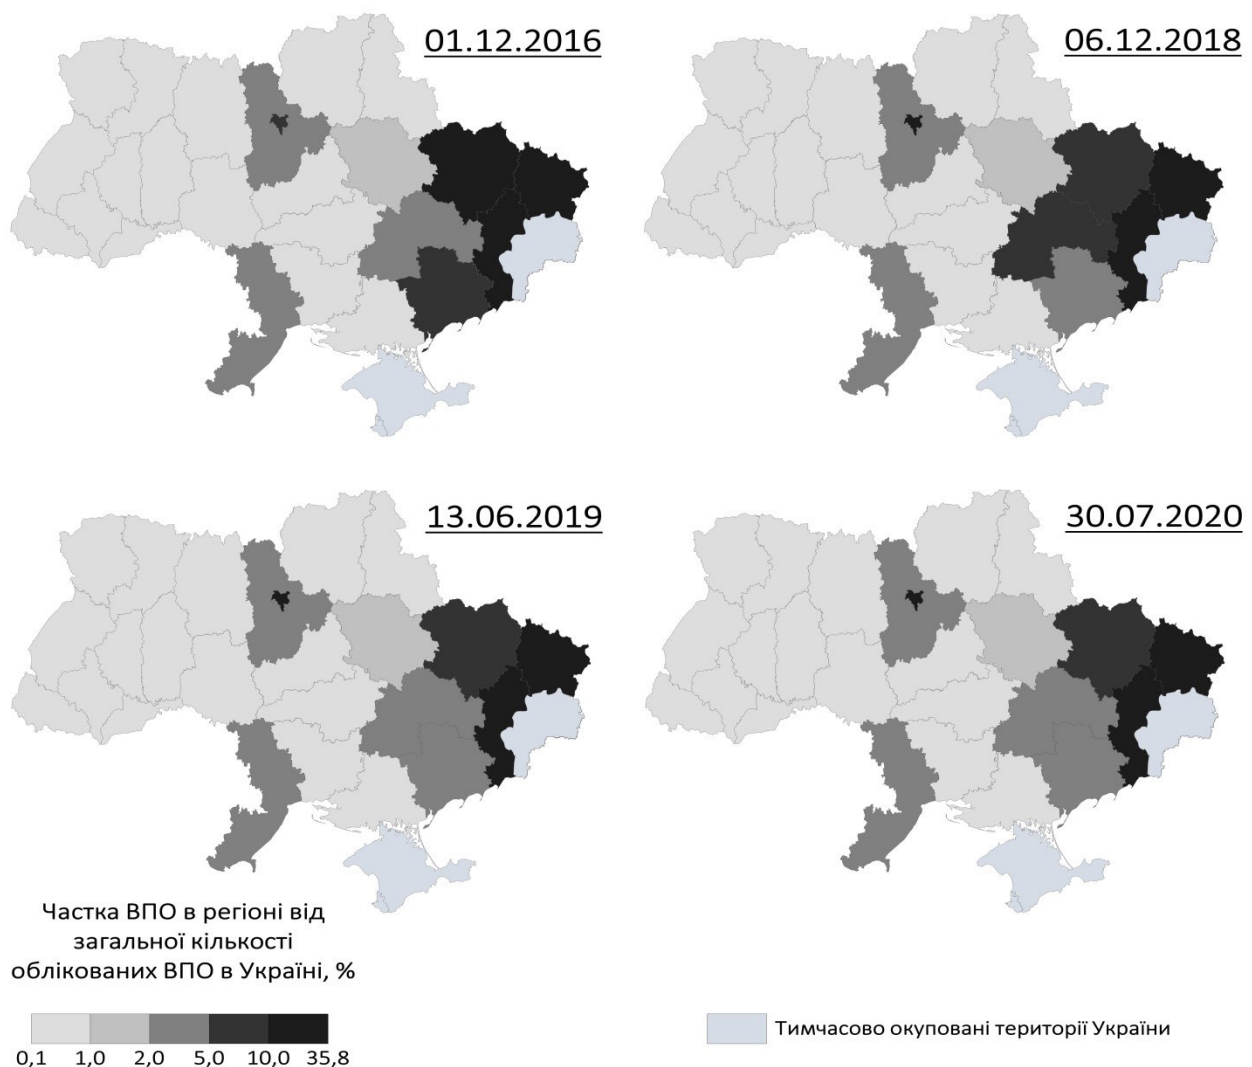 01.12.2016
06.12.2018
13.06.2019
30.07.2020
Частка ВПО в регіоні від
загальної кількості
облікованих ВПО в Україні, %
0,1 1,0 2,0 5,0 10,0 35,8
Тимчасово окуповані території України